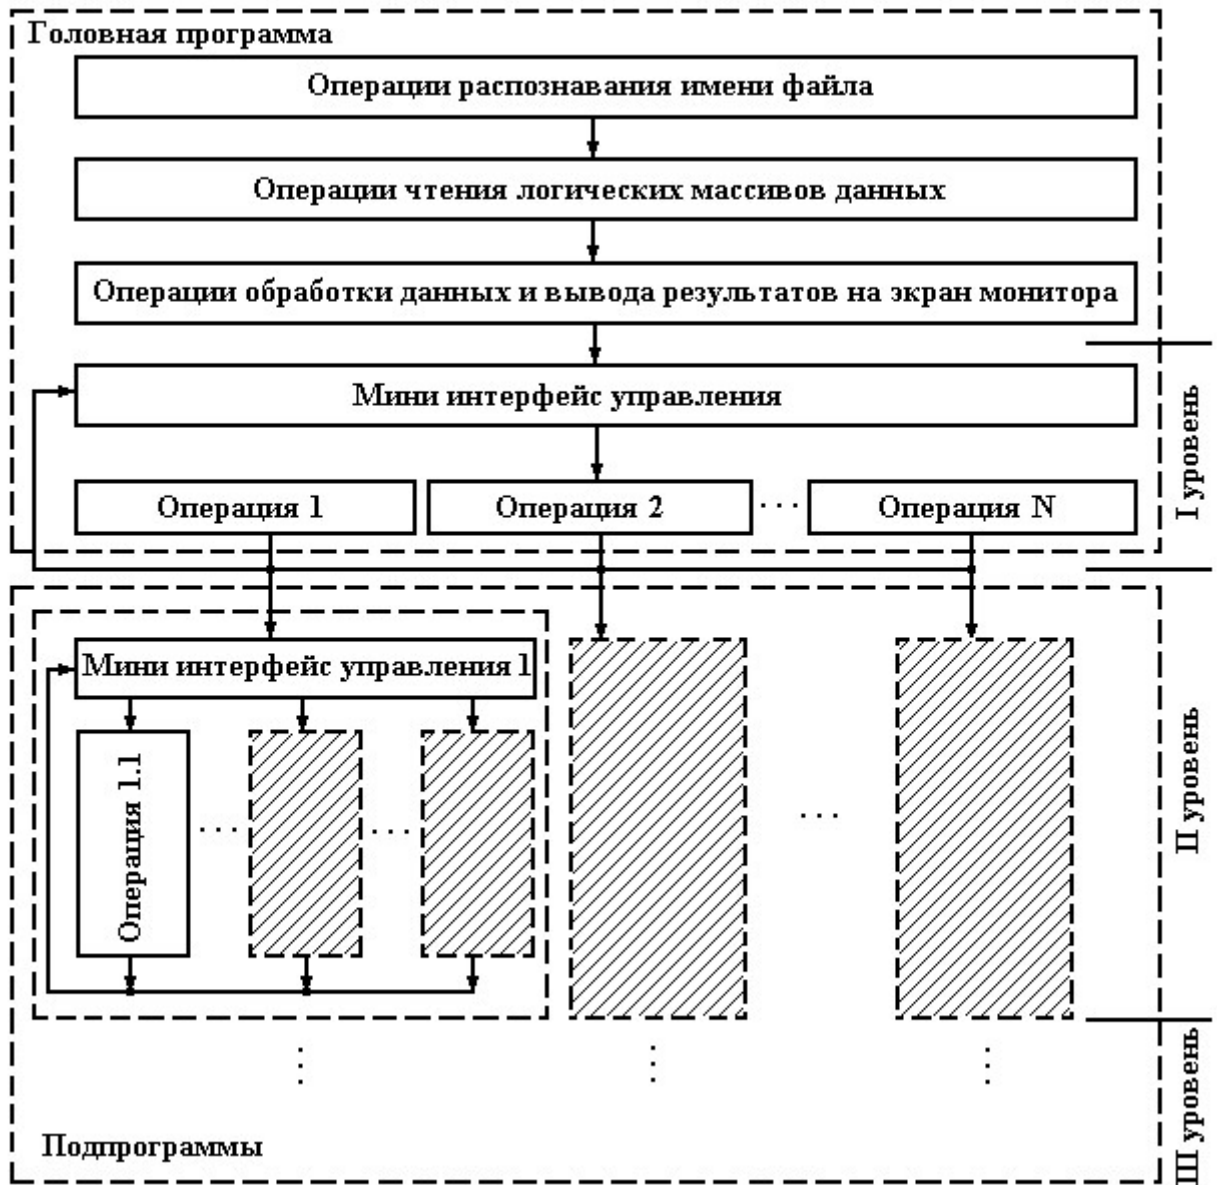 Головная программа
Операции распознавания имени файла
Операции чтения логических массивов данных
Операции обработки данных и вывода результатов на экран монитора
Мини интерфейс управления
Операция 1
Операция 2
. . .
Операция N
I уровень
Мини интерфейс управления 1
Операция 1.1
. . .
. . .
. . .
II уровень
Подпрограммы
III уровень